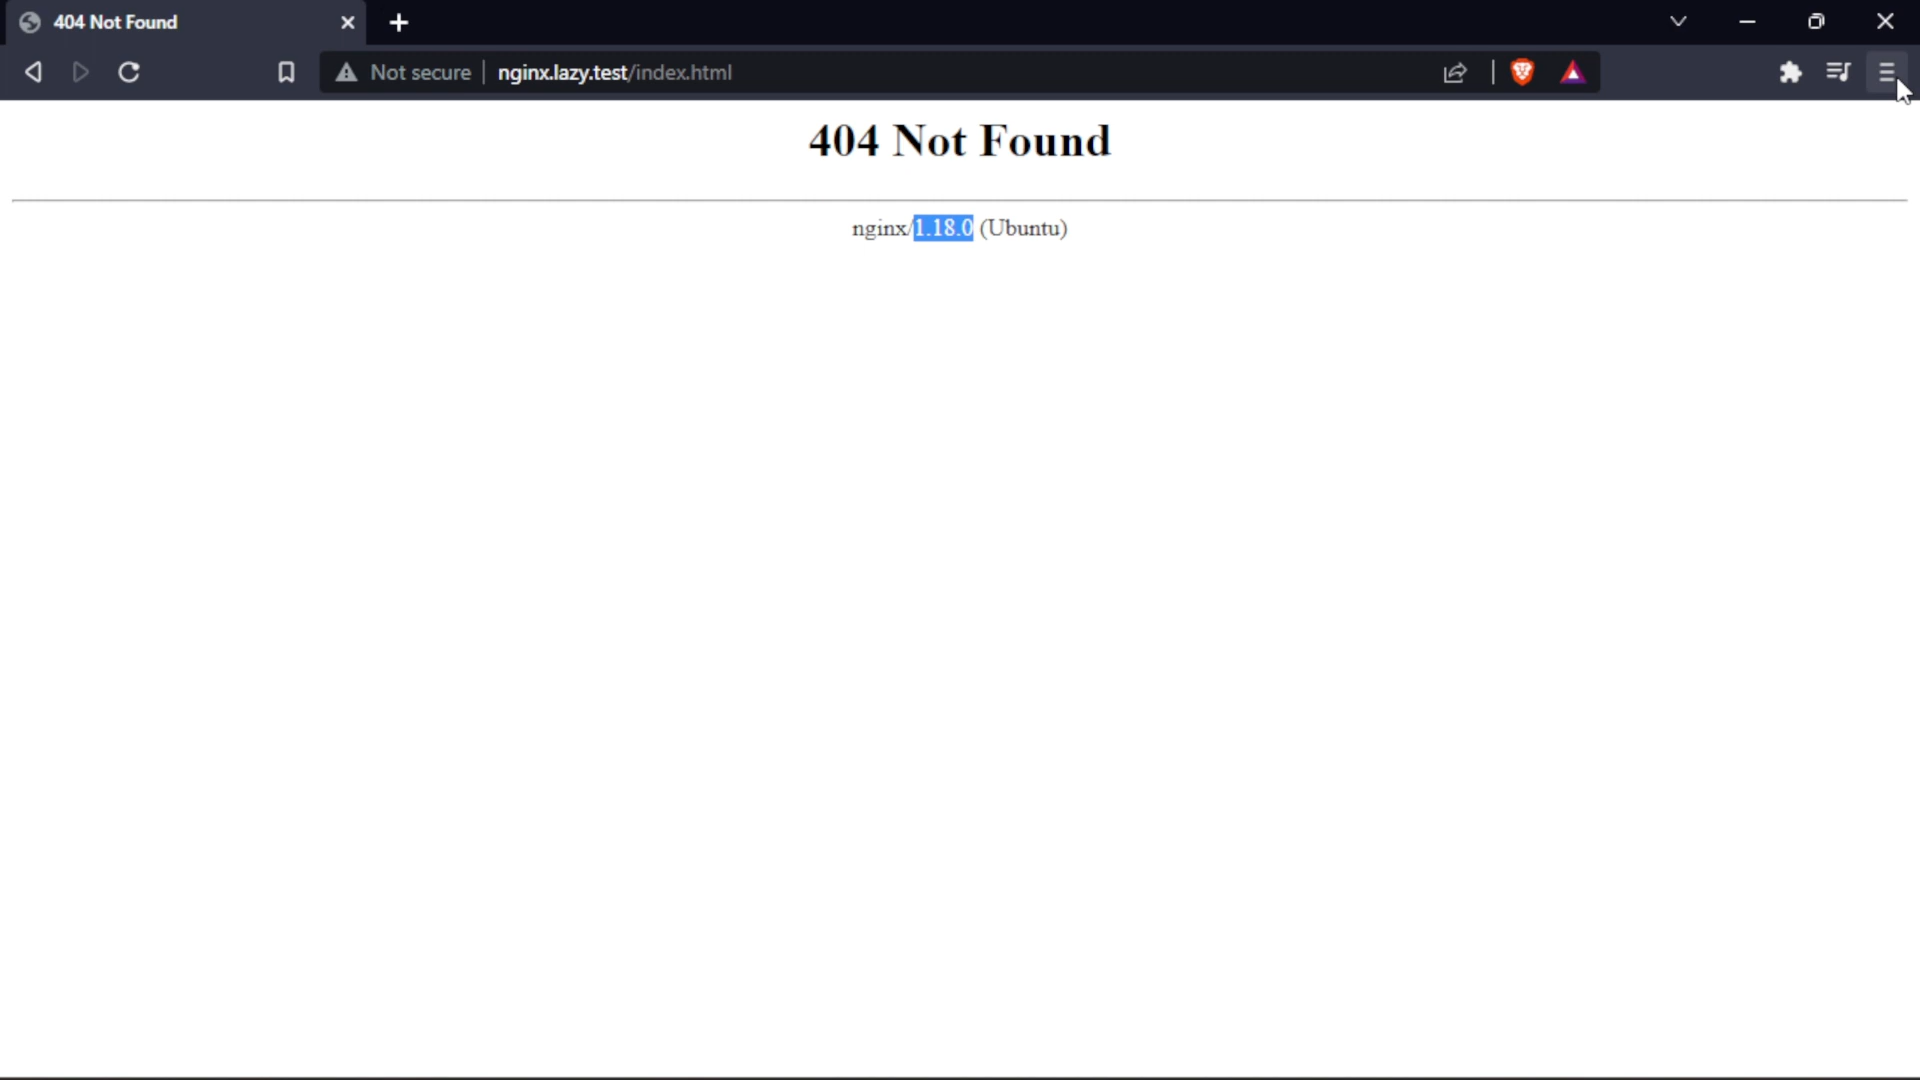 404 Not Found
Not secure nginx.lazy.test/index.html
404 Not Found
nginx/1.18.0 (Ubuntu)